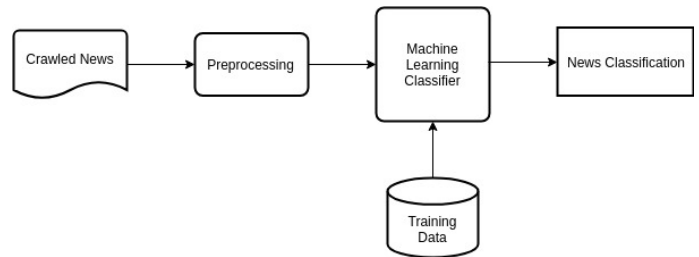 Crawled News
Preprocessing
Machine
Learning
Classifier
News Classification
Training
Data